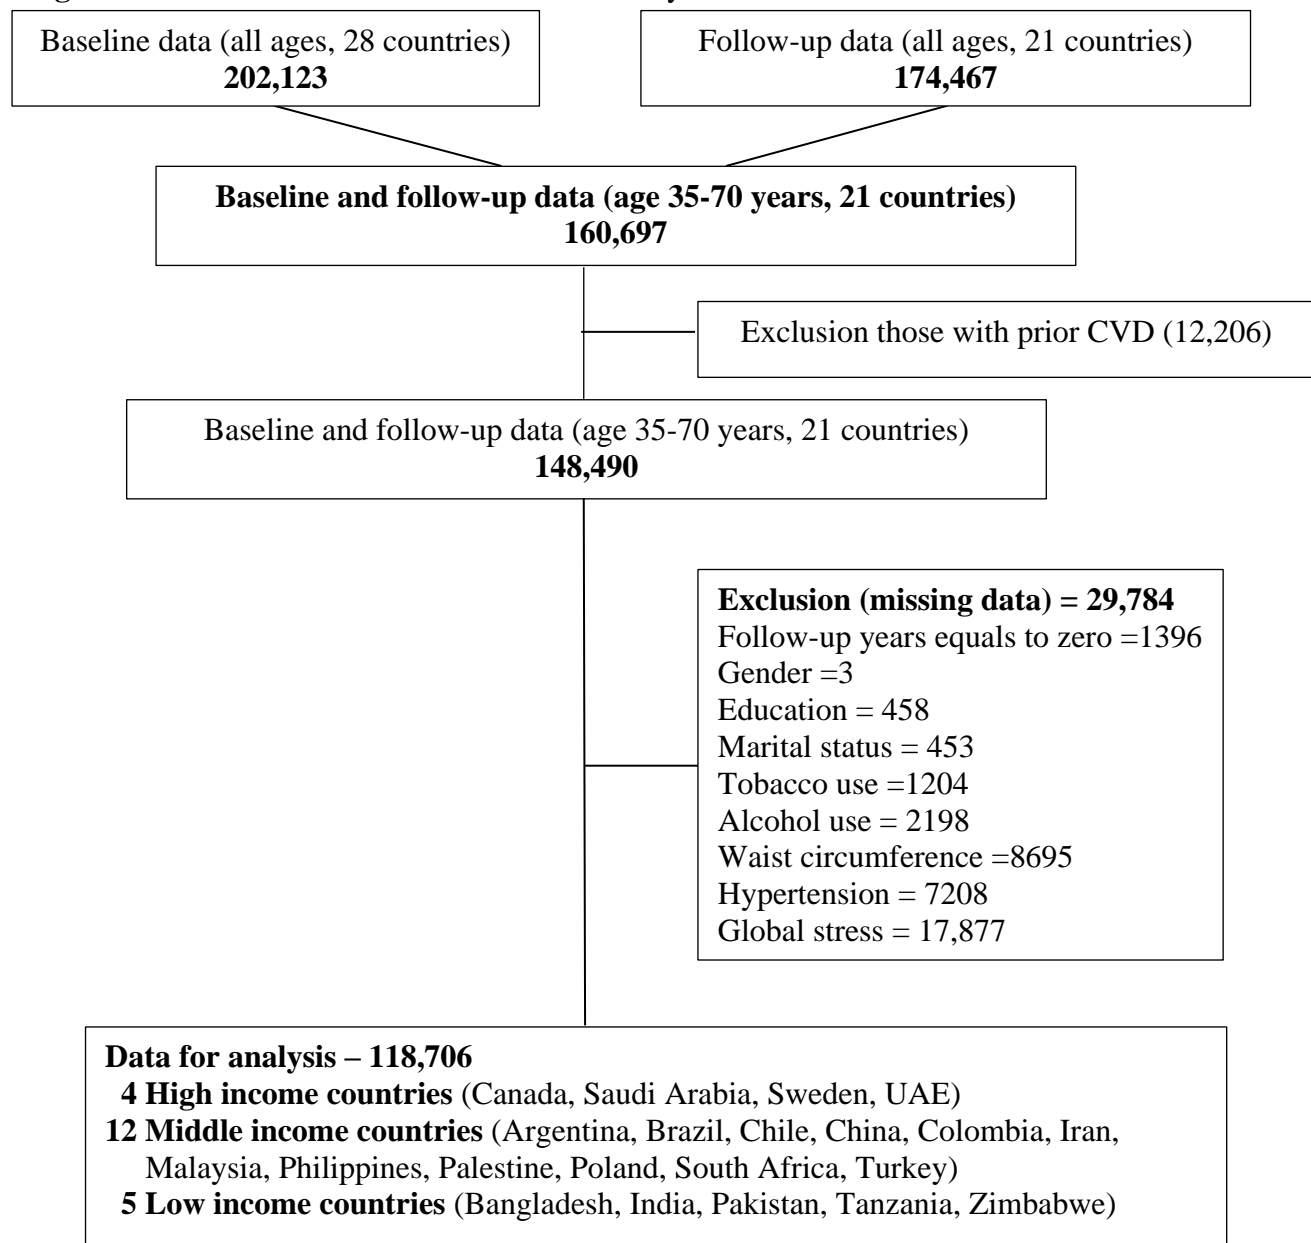 Baseline data (all ages, 28 countries)
202,123
Follow-up data (all ages, 21 countries)
174,467
Baseline and follow-up data (age 35-70 years, 21 countries)
160,697
Exclusion those with prior CVD (12,206)
Baseline and follow-up data (age 35-70 years, 21 countries)
148,490
Exclusion (missing data) = 29,784
Follow-up years equals to zero =1396
Gender =3
Education = 458
Marital status = 453
Tobacco use =1204
Alcohol use = 2198
Waist circumference =8695
Hypertension = 7208
Global stress = 17,877
Data for analysis – 118,706
4 High income countries (Canada, Saudi Arabia, Sweden, UAE)
12 Middle income countries (Argentina, Brazil, Chile, China, Colombia, Iran,
Malaysia, Philippines, Palestine, Poland, South Africa, Turkey)
5 Low income countries (Bangladesh, India, Pakistan, Tanzania, Zimbabwe)